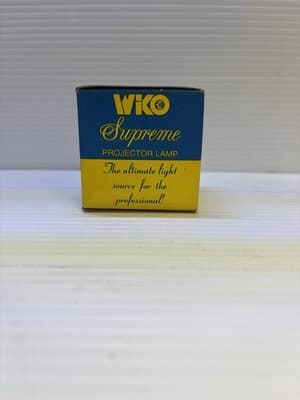 WIKO
Supreme
PROJECTOR LAMP
The ultimate light
source for the
professional!